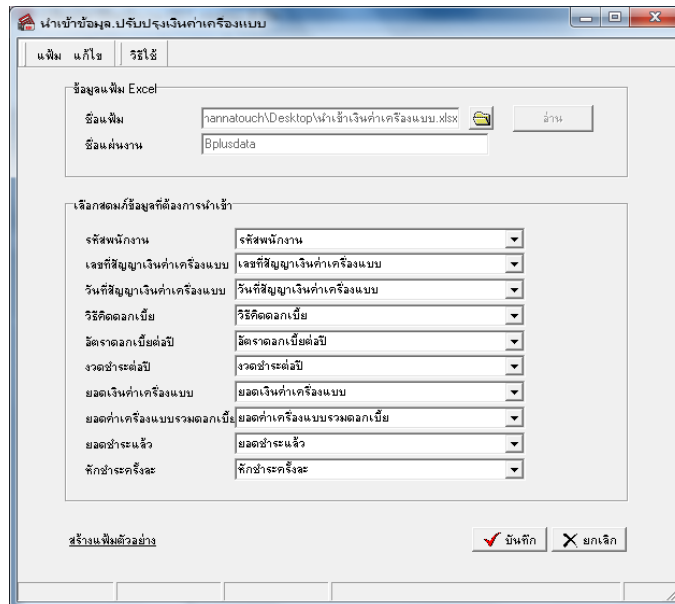 นำเข้าข้อมูล.ปรับปรุงเงินค่าเครื่องแบบ
แฟ้ม แก้ไข วิธีใช้
ข้อมูลแฟ้ม Excel
ชื่อแฟ้ม nannatouch\Desktop\นำเข้าเงินค่าเครื่องแบบ.xlsx อ่าน
ชื่อแผ่นงาน Bplusdata
เลือกสดมภ์ข้อมูลที่ต้องการนำเข้า
รหัสพนักงาน รหัสพนักงาน
เลขที่สัญญาเงินค่าเครื่องแบบ เลขที่สัญญาเงินค่าเครื่องแบบ
วันที่สัญญาเงินค่าเครื่องแบบ วันที่สัญญาเงินค่าเครื่องแบบ
วิธีคิดดอกเบี้ย วิธีคิดดอกเบี้ย
อัตราดอกเบี้ยต่อปี อัตราดอกเบี้ยต่อปี
งวดชำระต่อปี งวดชำระต่อปี
ยอดเงินค่าเครื่องแบบ ยอดเงินค่าเครื่องแบบ
ยอดค่าเครื่องแบบรวมดอกเบี้ย ยอดค่าเครื่องแบบรวมดอกเบี้ย
ยอดชำระแล้ว ยอดชำระแล้ว
หักชำระครั้งละ หักชำระครั้งละ
สร้างแฟ้มตัวอย่าง บันทึก ยกเลิก